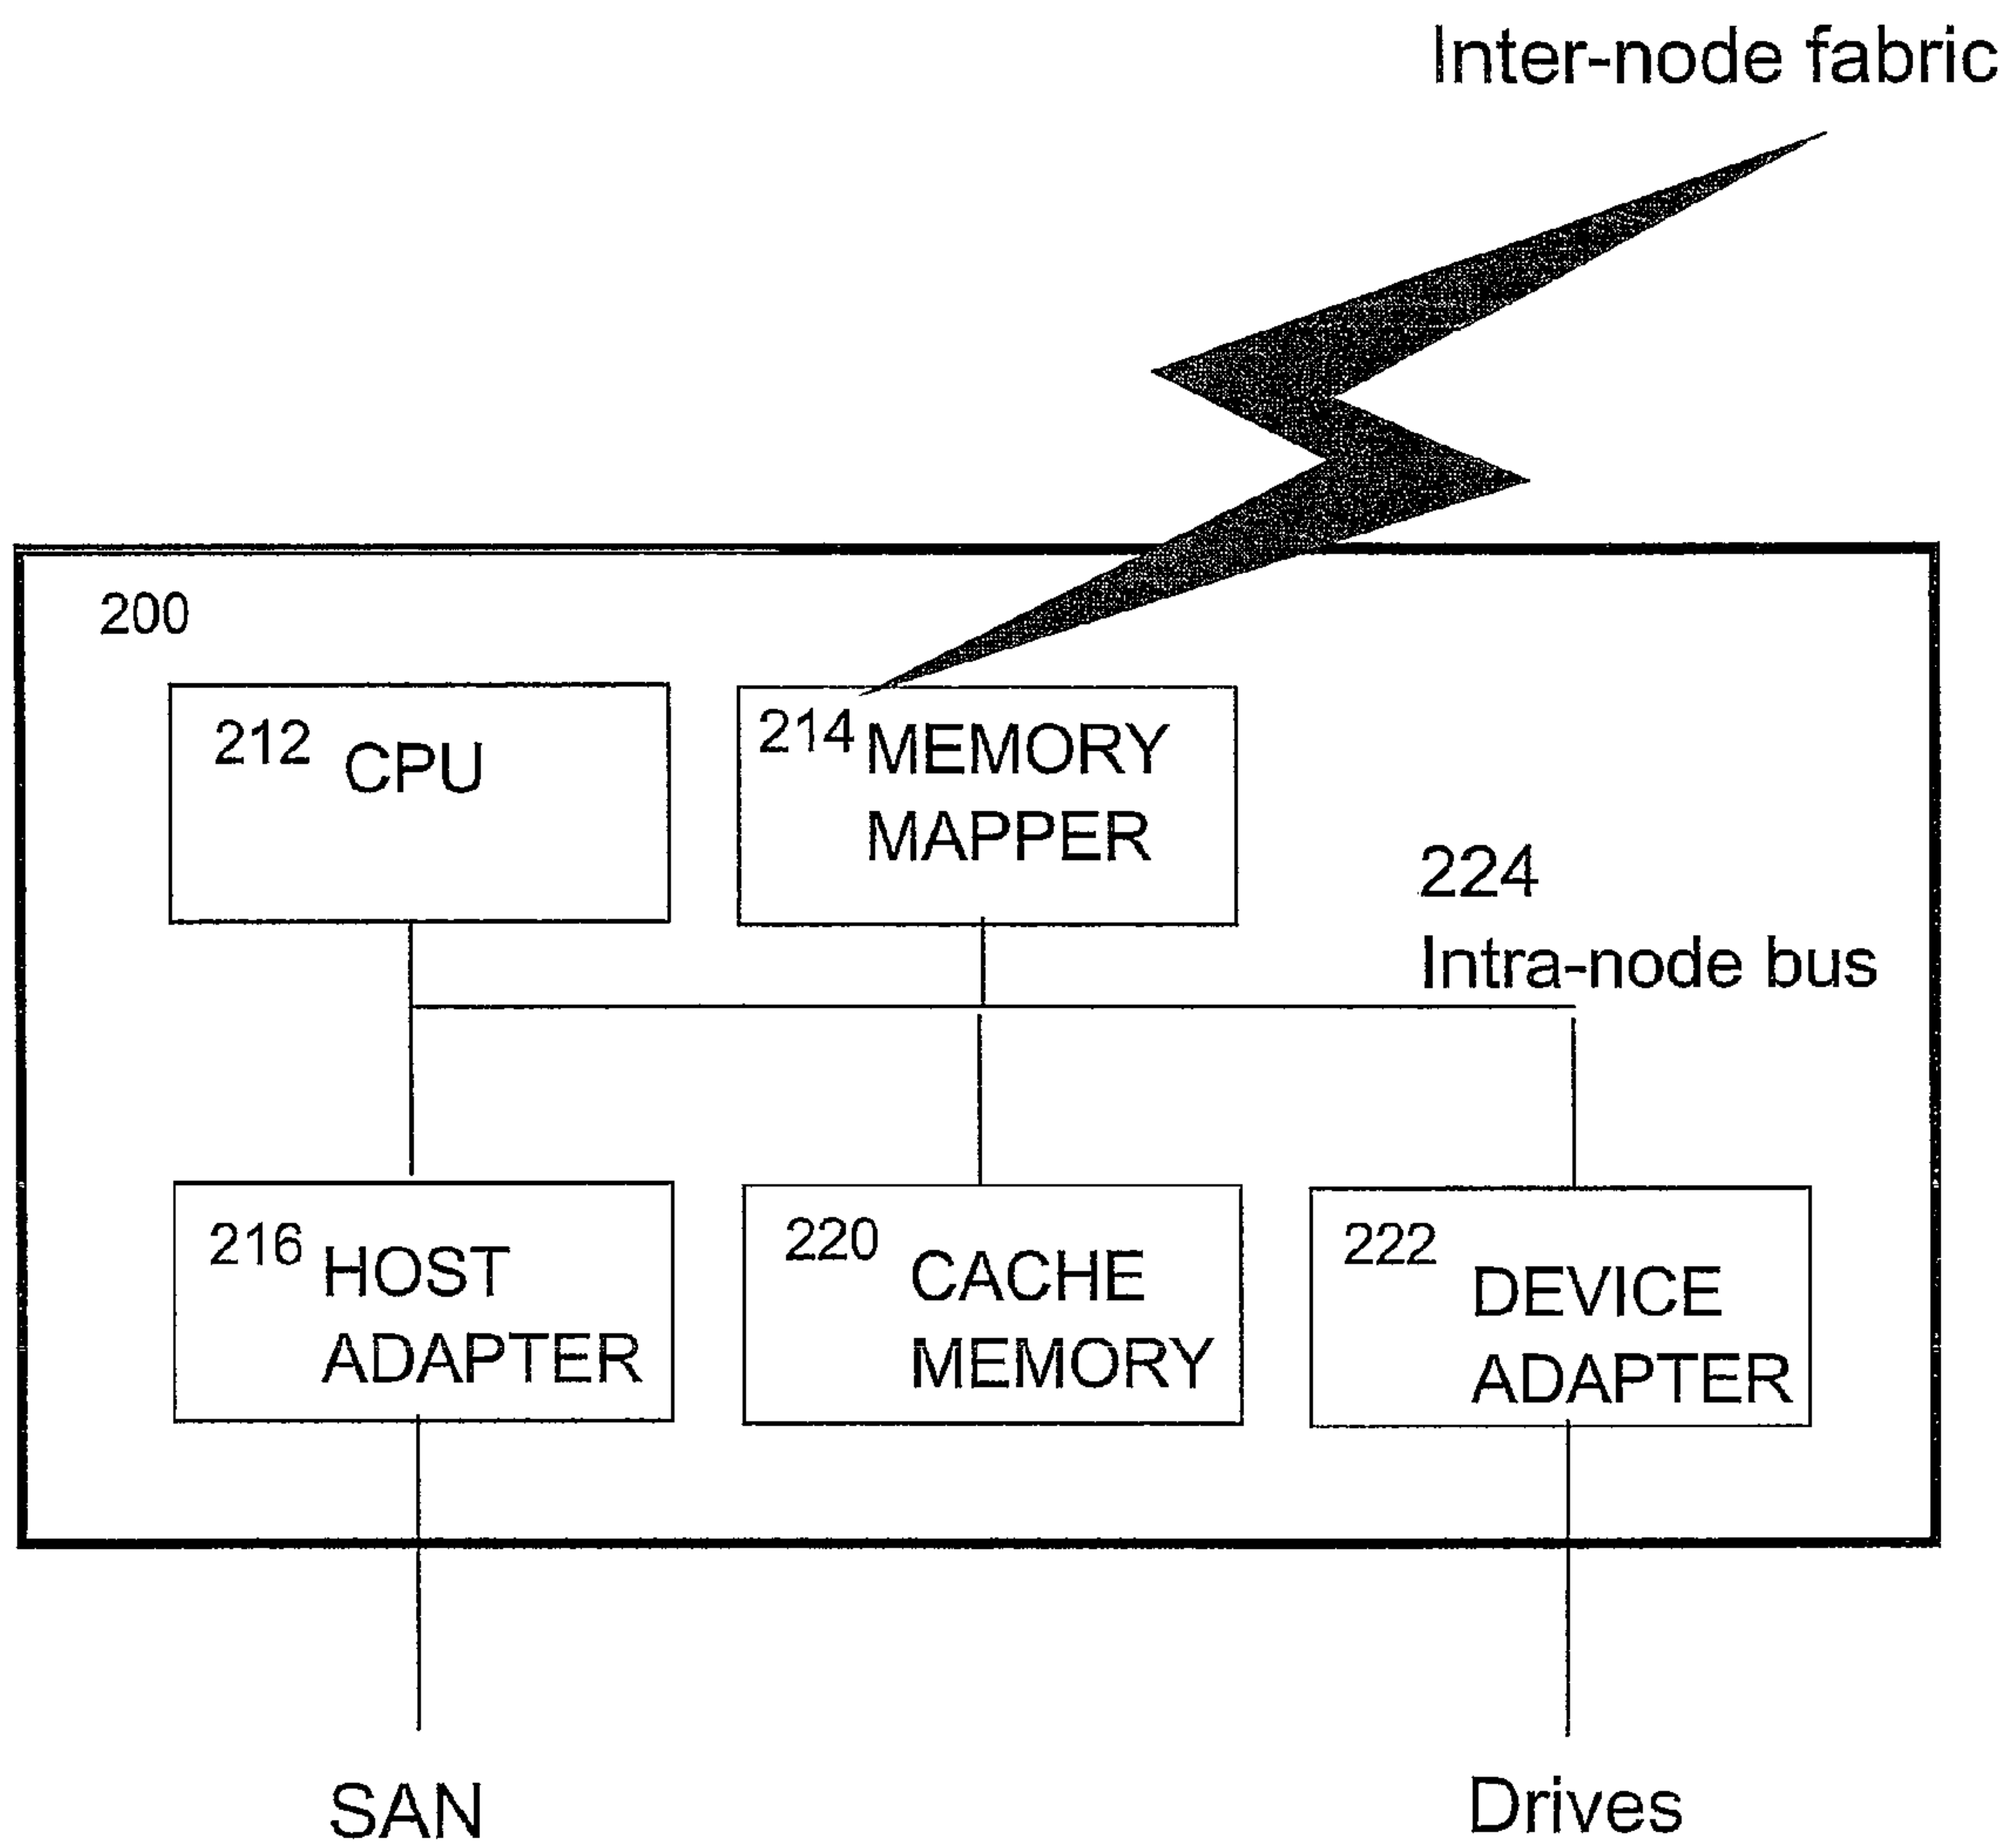 Inter-node fabric
200
212 CPU
214 MEMORY
MAPPER
224
Intra-node bus
216 HOST
ADAPTER
220 CACHE
MEMORY
222 DEVICE
ADAPTER
SAN
Drives